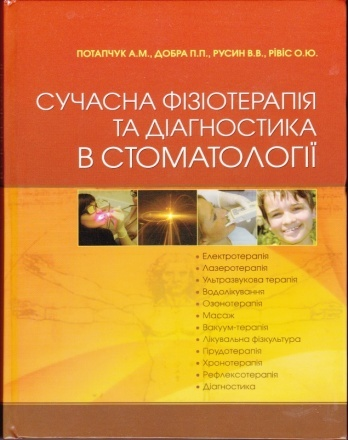 ПОТАПЧУК А.М., ДОБРА П.П., РУСИН В.В., РІВІС О.Ю.
СУЧАСНА ФІЗІОТЕРАПІЯ
ТА ДІАГНОСТИКА
В СТОМАТОЛОГІЇ
• Електротерапія
• Лазеротерапія
• Ультразвукова терапія
• Водолікування
• Озонотерапія
• Масаж
• Вакуум-терапія
• Лікувальна фізкультура
• Гірудотерапія
• Хронотерапія
• Рефлексотерапія
• Діагностика